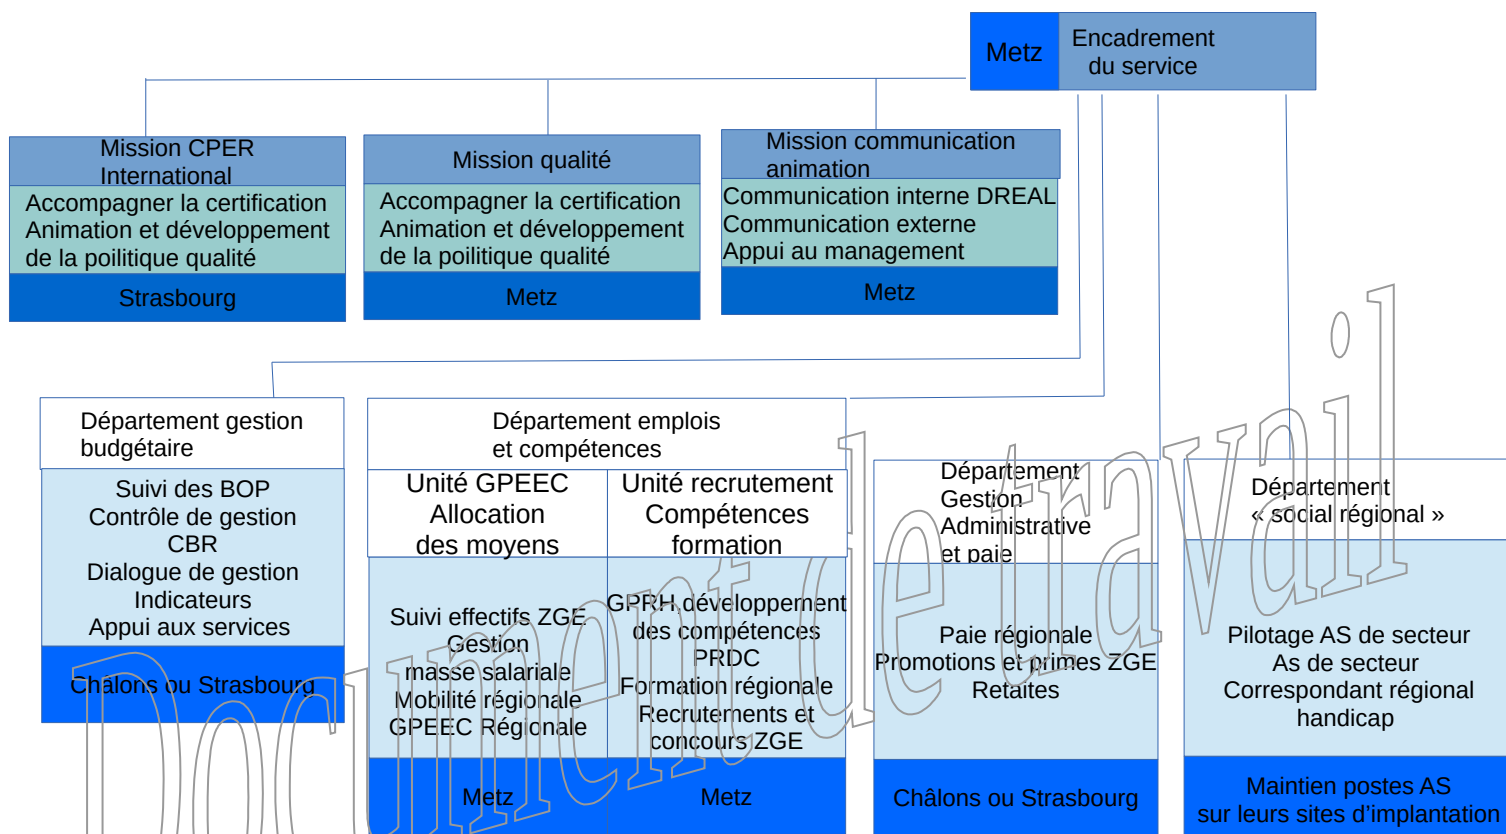 Metz
Encadrement
du service
Mission CPER
International
Accompagner la certification
Animation et développement
de la poilitique qualité
Strasbourg
Mission qualité
Accompagner la certification
Animation et développement
de la poilitique qualité
Metz
Mission communication
animation
Communication interne DREAL
Communication externe
Appui au management
Metz
Département gestion
budgétaire
Suivi des BOP
Contrôle de gestion
CBR
Dialogue de gestion
Indicateurs
Appui aux services
Châlons ou Strasbourg
Département emplois
et compétences
Unité GPEEC
Allocation
des moyens
Suivi effectifs ZGE
Gestion
masse salariale
Mobilité régionale
GPEEC Régionale
Metz
Unité recrutement
Compétences
formation
GPRH,développement
des compétences
PRDC
Formation régionale
Recrutements et
concours ZGE
Metz
Département
Gestion
Administrative
et paie
Paie régionale
Promotions et primes ZGE
Retaites
Châlons ou Strasbourg
Département
« social régional »
Pilotage AS de secteur
As de secteur
Correspondant régional
handicap
Maintien postes AS
sur leurs sites d’implantation
Document de travail